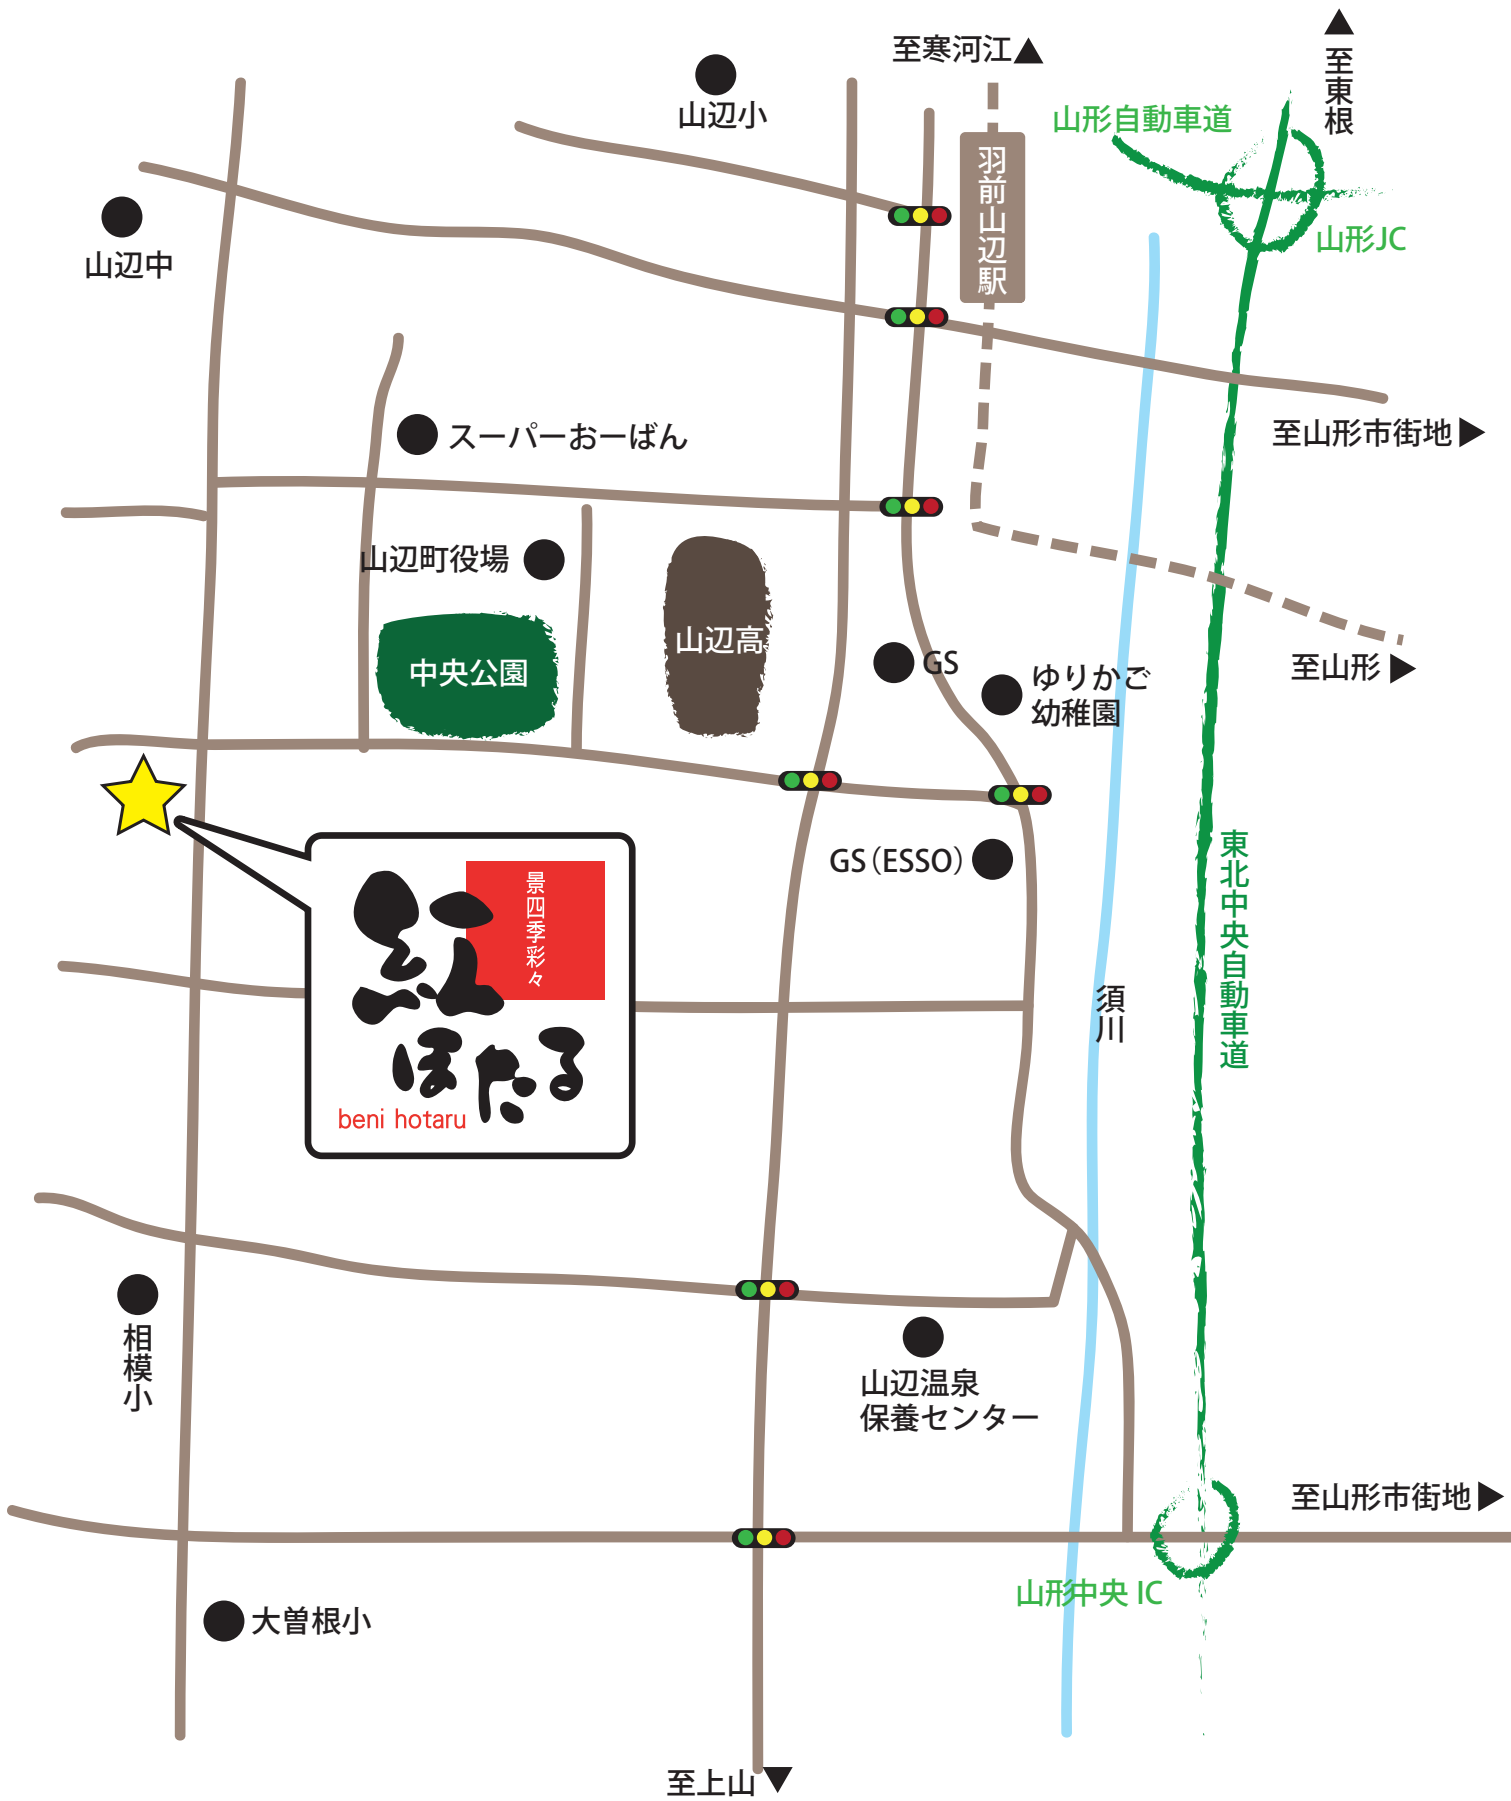 至寒河江▲
▲至東根
山辺小
山形自動車道
羽前山辺駅
山辺中
山形JC
スーパーおーばん
至山形市街地▶
山辺町役場
山辺高
中央公園
GS
ゆりかご
幼稚園
至山形▶
GS（ESSO）
東北中央自動車道
景四季彩々
紅
ほたる
beni hotaru
須川
相模小
山辺温泉
保養センター
至山形市街地▶
山形中央 IC
大曽根小
至上山▼